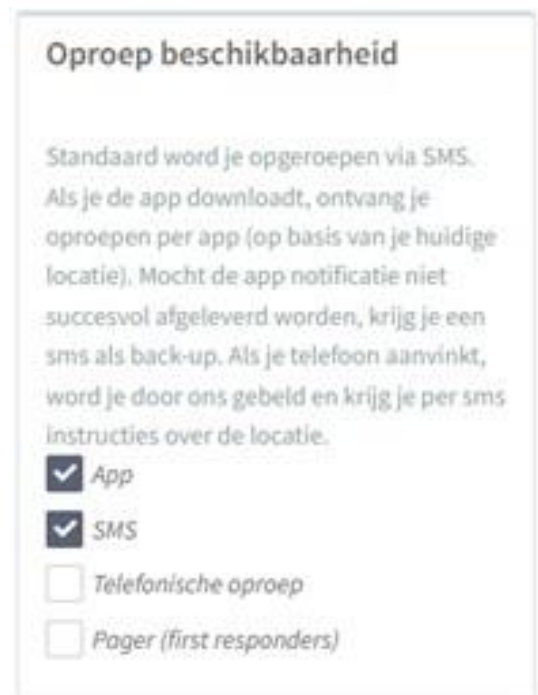 Oproep beschikbaarheid
Standaard word je opgeroepen via SMS.
Als je de app downloadt, ontvang je
oproepen per app (op basis van je huidige
locatie). Mocht de app notificatie niet
succesvol afgeleverd worden, krijg je een
sms als back-up. Als je telefoon aanvinkt,
word je door ons gebeld en krijg je per sms
instructies over de locatie.
App
SMS
Telefonische oproep
Pager (first responders)